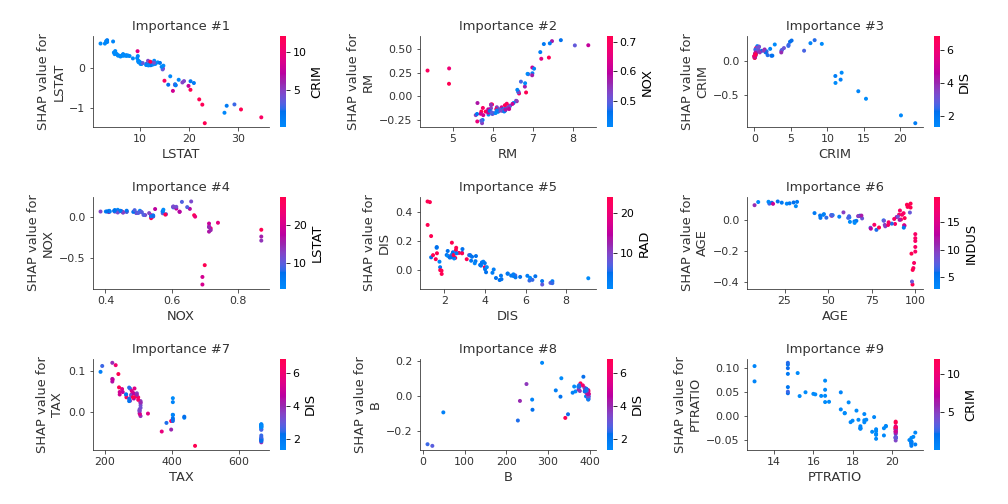 Importance #1
SHAP value for
LSTAT
0
−1
10
20
30
LSTAT
10
5
CRIM
Importance #2
SHAP value for
RM
0.50
0.25
0.00
−0.25
5
6
7
8
RM
0.7
0.6
0.5
NOX
Importance #3
SHAP value for
CRIM
0.0
−0.5
0
5
10
15
20
CRIM
6
4
2
DIS
Importance #4
SHAP value for
NOX
0.0
−0.5
0.4
0.6
0.8
NOX
20
10
LSTAT
Importance #5
SHAP value for
DIS
0.4
0.2
0.0
2
4
6
8
DIS
20
10
RAD
Importance #6
SHAP value for
AGE
0.0
−0.2
−0.4
25
50
75
100
AGE
15
10
5
INDUS
Importance #7
SHAP value for
TAX
0.1
0.0
200
400
600
TAX
6
4
2
DIS
Importance #8
SHAP value for
B
0.2
0.0
−0.2
0
100
200
300
400
B
6
4
2
DIS
Importance #9
SHAP value for
PTRATIO
0.10
0.05
0.00
−0.05
14
16
18
20
PTRATIO
10
5
CRIM